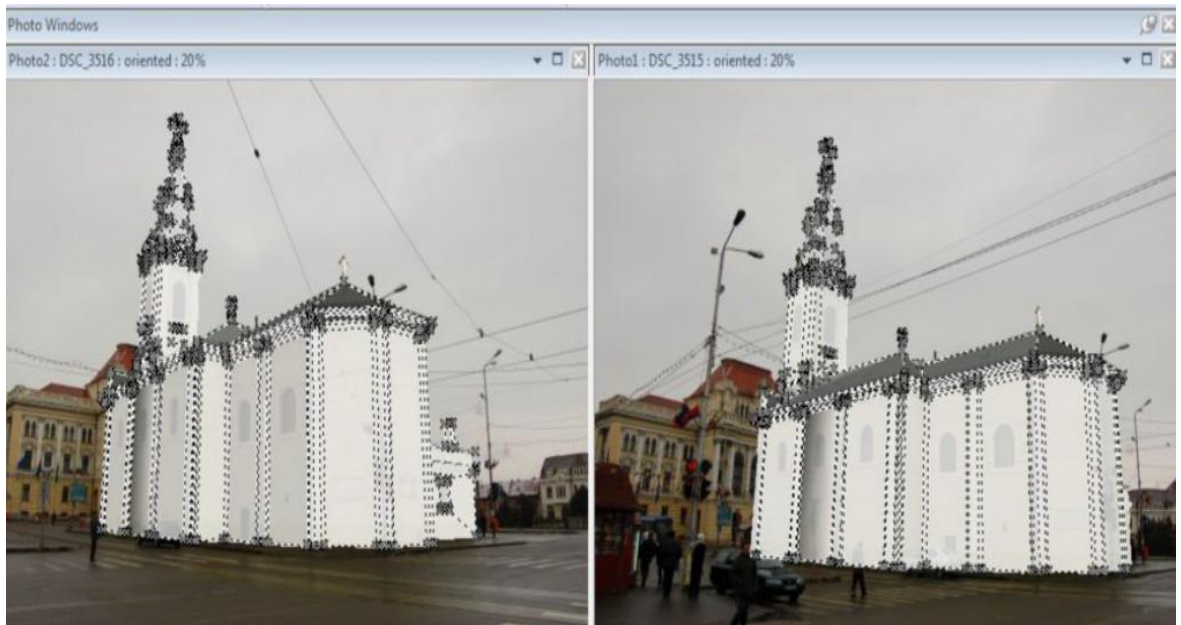 Photo Windows
Photo2 : DSC_3516 : oriented : 20%
Photo1 : DSC_3515 : oriented : 20%